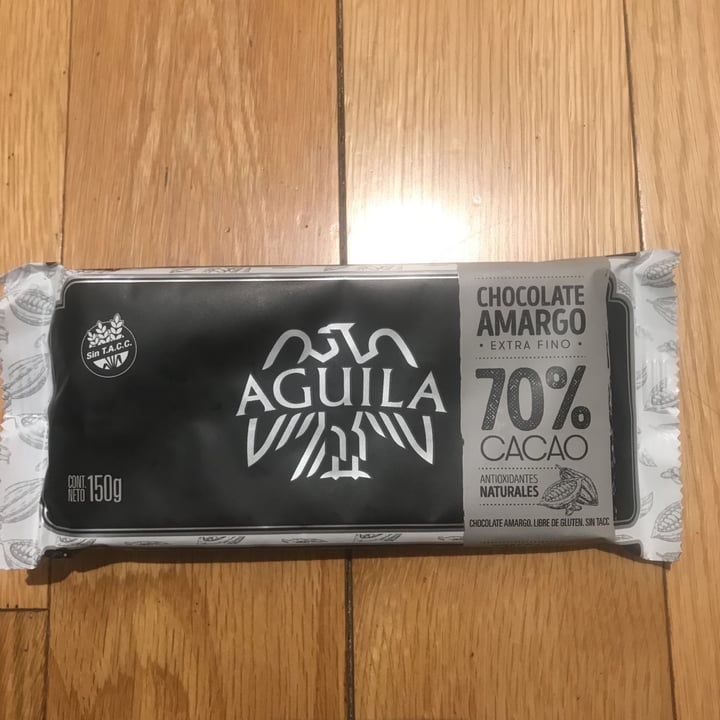 Sin T.A.C.C.
AGUILA
CONT.
NETO 150g
CHOCOLATE
AMARGO
• EXTRA FINO •
70%
CACAO
ANTIOXIDANTES
NATURALES
CHOCOLATE AMARGO. LIBRE DE GLUTEN. SIN TACC